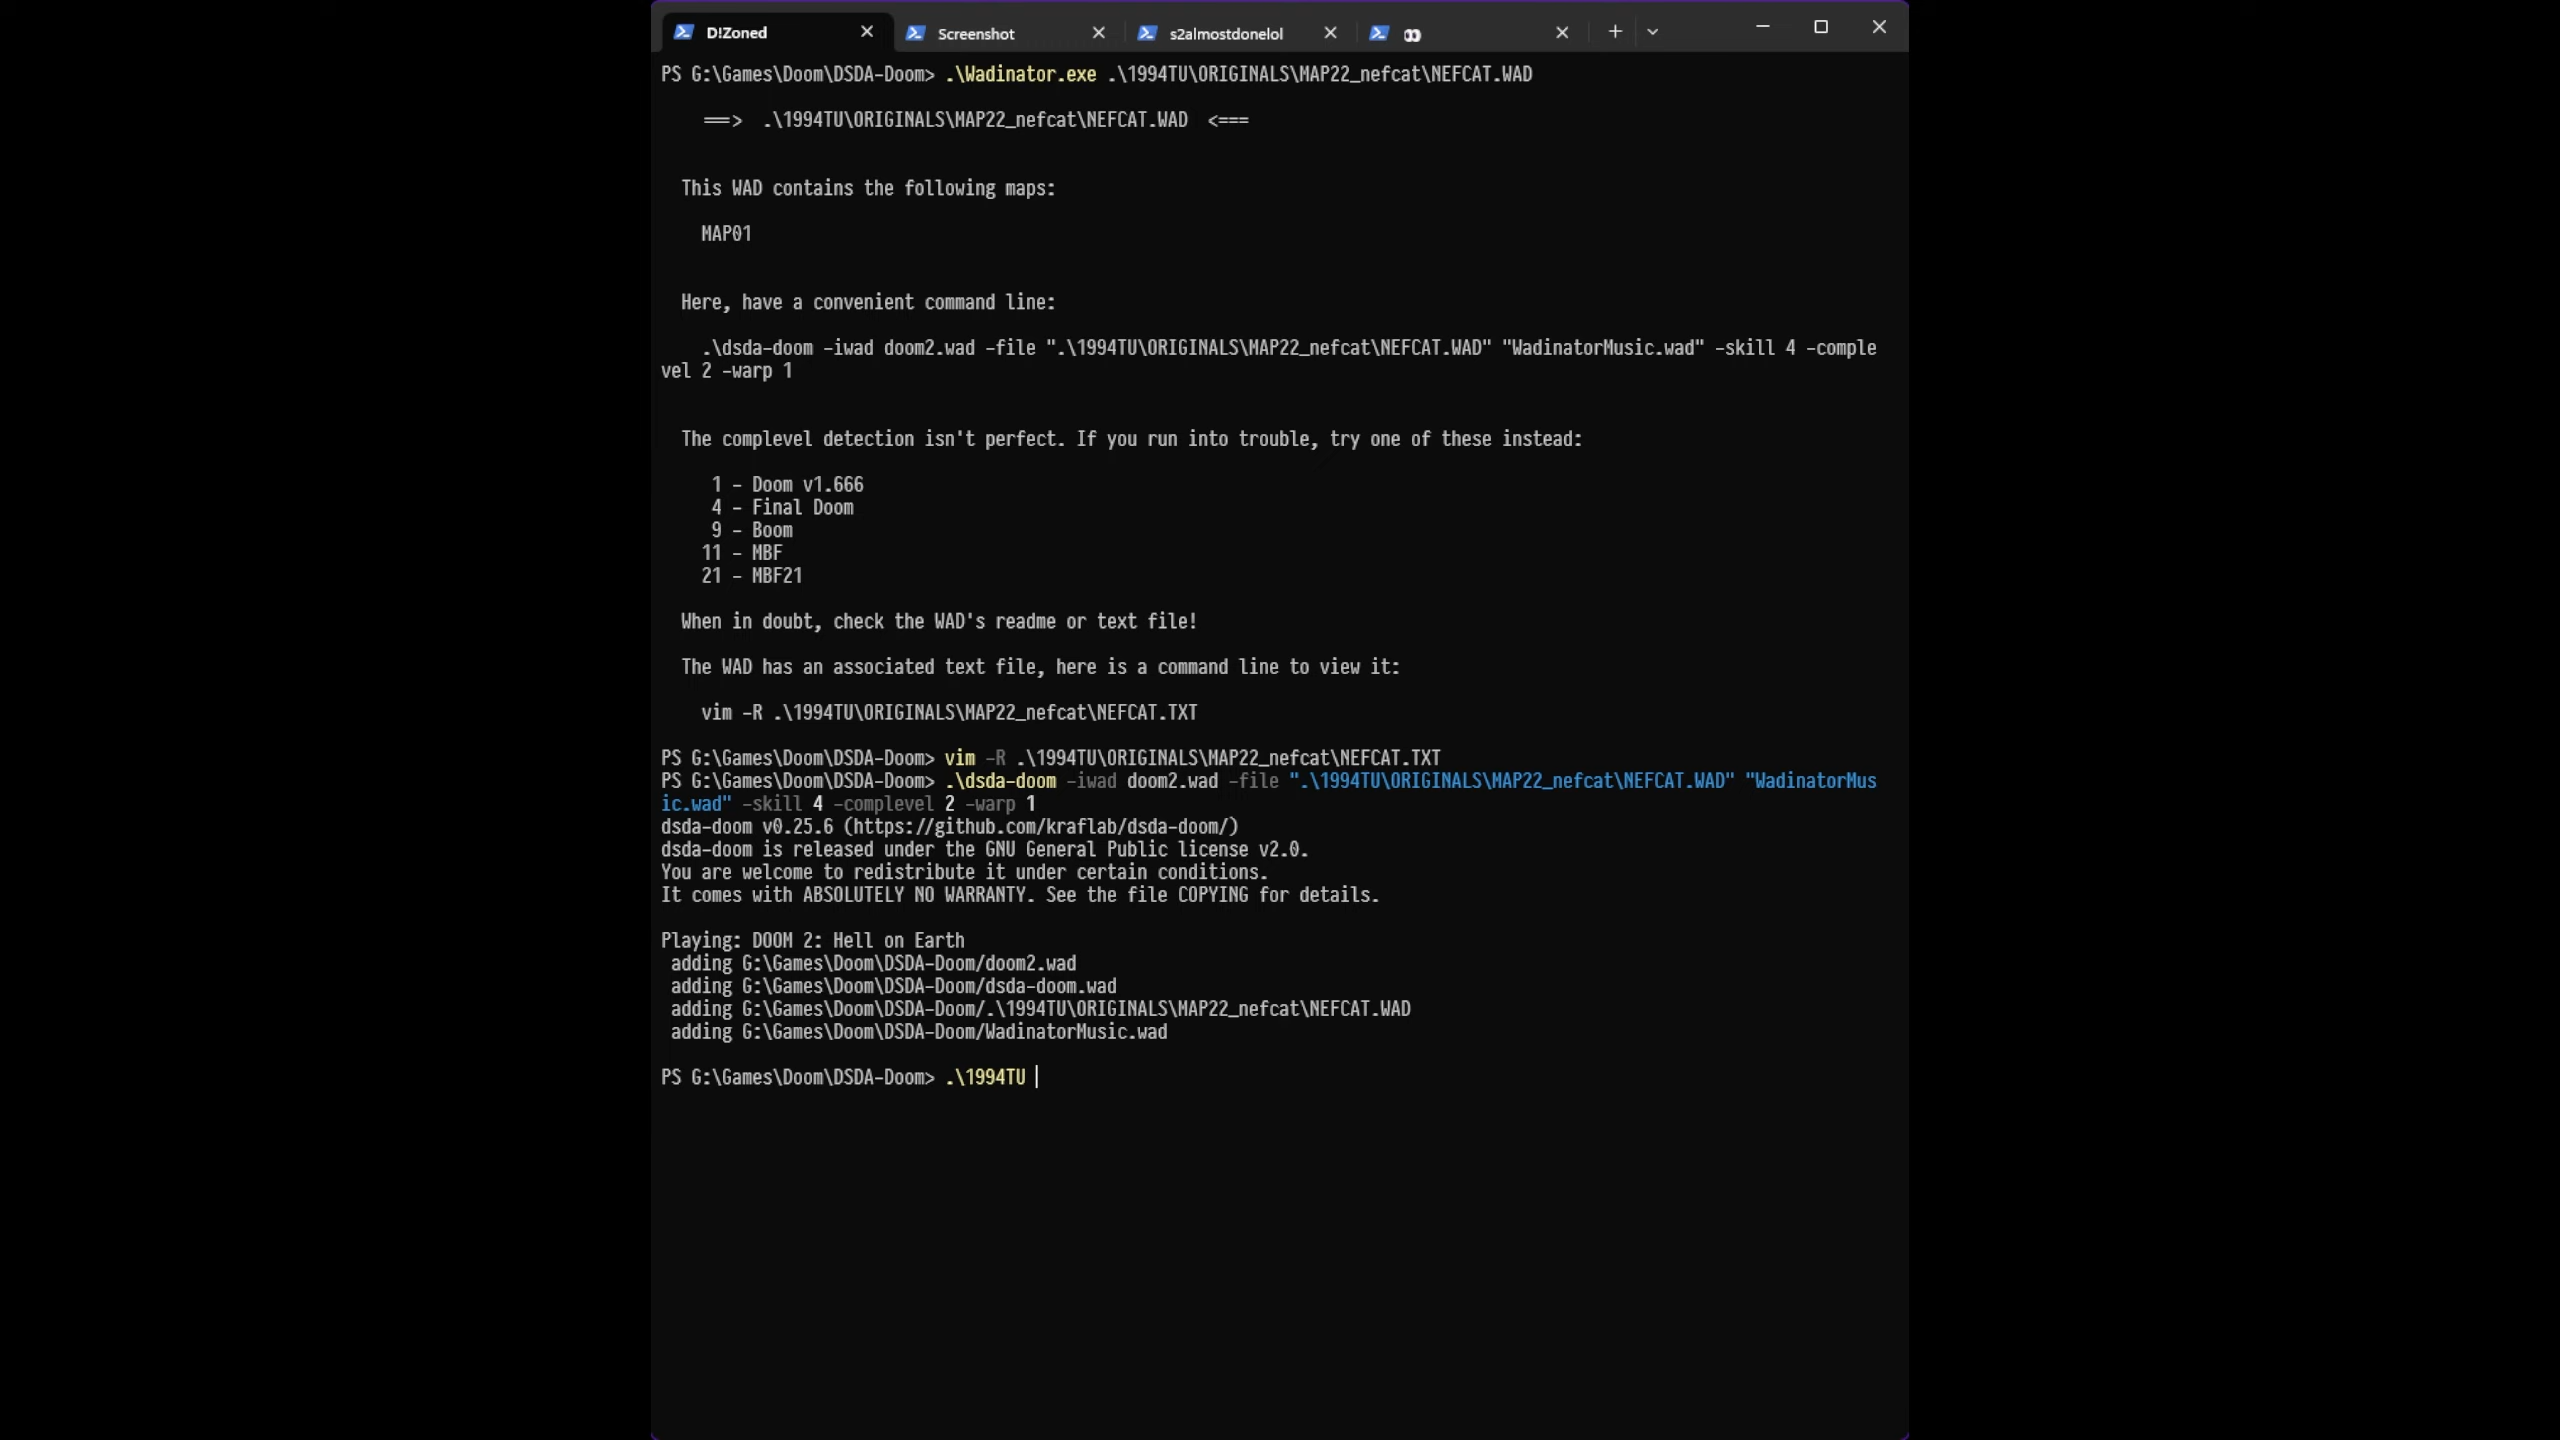 D!Zoned
Screenshot
s2almostdonelol
👀
PS G:\Games\Doom\DSDA-Doom> .\Wadinator.exe .\1994TU\ORIGINALS\MAP22_nefcat\NEFCAT.WAD
===> .\1994TU\ORIGINALS\MAP22_nefcat\NEFCAT.WAD <===
This WAD contains the following maps:
MAP01
Here, have a convenient command line:
.\dsda-doom -iwad doom2.wad -file ".\1994TU\ORIGINALS\MAP22_nefcat\NEFCAT.WAD" "WadinatorMusic.wad" -skill 4 -comple
vel 2 -warp 1
The complevel detection isn't perfect. If you run into trouble, try one of these instead:
1 - Doom v1.666
4 - Final Doom
9 - Boom
11 - MBF
21 - MBF21
When in doubt, check the WAD's readme or text file!
The WAD has an associated text file, here is a command line to view it:
vim -R .\1994TU\ORIGINALS\MAP22_nefcat\NEFCAT.TXT
PS G:\Games\Doom\DSDA-Doom> vim -R .\1994TU\ORIGINALS\MAP22_nefcat\NEFCAT.TXT
PS G:\Games\Doom\DSDA-Doom> .\dsda-doom -iwad doom2.wad -file ".\1994TU\ORIGINALS\MAP22_nefcat\NEFCAT.WAD" "WadinatorMus
ic.wad" -skill 4 -complevel 2 -warp 1
dsda-doom v0.25.6 (https://github.com/kraflab/dsda-doom/)
dsda-doom is released under the GNU General Public license v2.0.
You are welcome to redistribute it under certain conditions.
It comes with ABSOLUTELY NO WARRANTY. See the file COPYING for details.
Playing: DOOM 2: Hell on Earth
adding G:\Games\Doom\DSDA-Doom/doom2.wad
adding G:\Games\Doom\DSDA-Doom/dsda-doom.wad
adding G:\Games\Doom\DSDA-Doom/.\1994TU\ORIGINALS\MAP22_nefcat\NEFCAT.WAD
adding G:\Games\Doom\DSDA-Doom/WadinatorMusic.wad
PS G:\Games\Doom\DSDA-Doom> .\1994TU